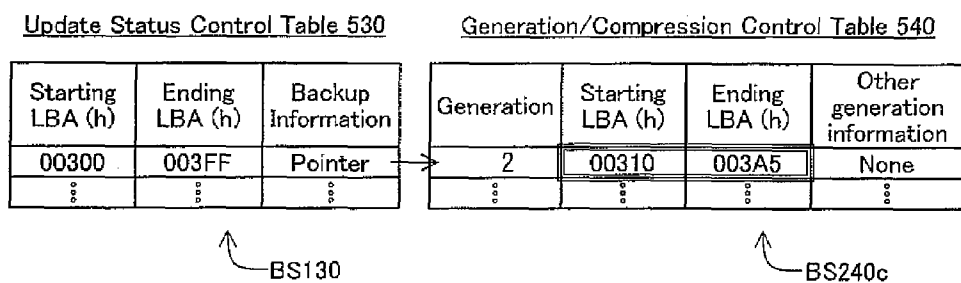 Update Status Control Table 530
Starting LBA (h)
Ending LBA (h)
Backup Information
00300
003FF
Pointer
BS130
Generation/Compression Control Table 540
Generation
Starting LBA (h)
Ending LBA (h)
Other generation information
2
00310
003A5
None
BS240c